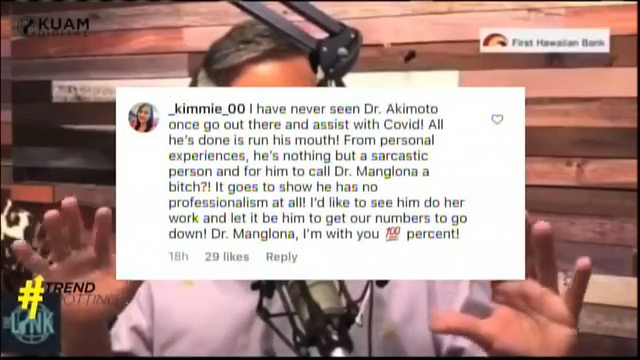 KUAM
DIGITAL
First Hawaiian Bank
_kimmie_00 I have never seen Dr. Akimoto
once go out there and assist with Covid! All
he's done is run his mouth! From personal
experiences, he's nothing but a sarcastic
person and for him to call Dr. Manglona a
bitch?! It goes to show he has no
professionalism at all! I'd like to see him do her
work and let it be him to get our numbers to go
down! Dr. Manglona, I'm with you 💯 percent!
18h 29 likes Reply
#TREND
LINK